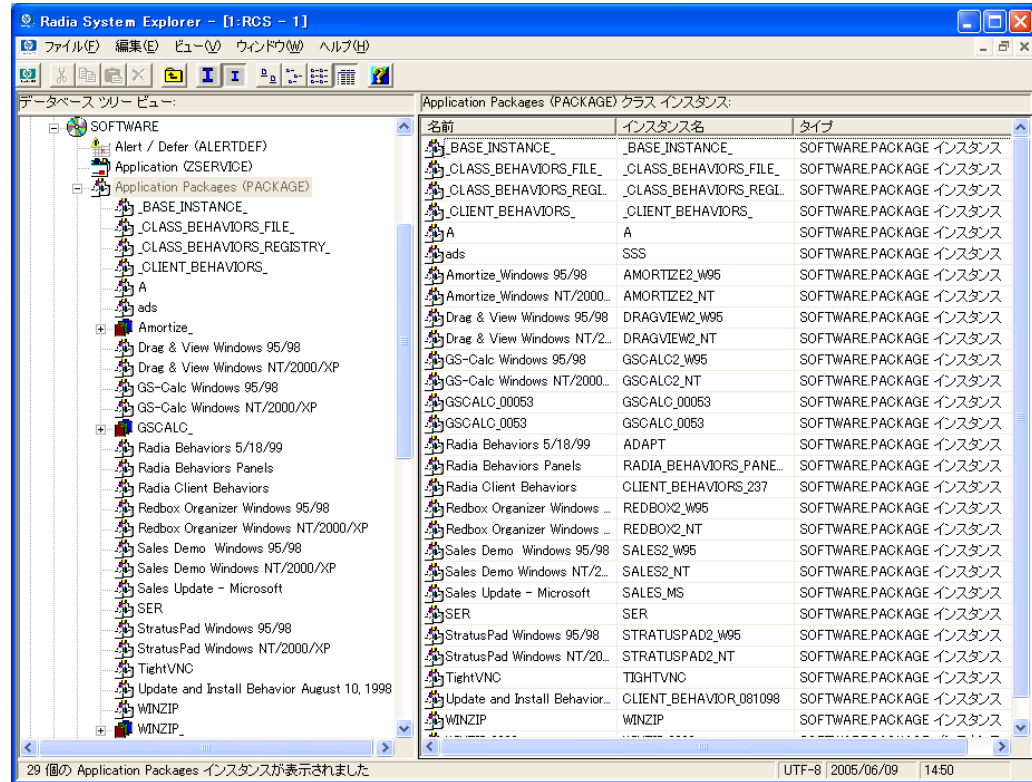 Radia System Explorer - [1:RCS - 1]
ファイル(F) 編集(E) ビュー(V) ウィンドウ(W) ヘルプ(H)
データベース ツリー ビュー:
SOFTWARE
Alert / Defer (ALERTDEF)
Application (ZSERVICE)
Application Packages (PACKAGE)
_BASE_INSTANCE_
_CLASS_BEHAVIORS_FILE_
_CLASS_BEHAVIORS_REGISTRY_
_CLIENT_BEHAVIORS_
A
ads
Amortize_
Drag & View Windows 95/98
Drag & View Windows NT/2000/XP
GS-Calc Windows 95/98
GS-Calc Windows NT/2000/XP
GSCALC_
Radia Behaviors 5/18/99
Radia Behaviors Panels
Radia Client Behaviors
Redbox Organizer Windows 95/98
Redbox Organizer Windows NT/2000/XP
Sales Demo Windows 95/98
Sales Demo Windows NT/2000/XP
Sales Update - Microsoft
SER
StratusPad Windows 95/98
StratusPad Windows NT/2000/XP
TightVNC
Update and Install Behavior August 10, 1998
WINZIP
WINZIP_
Application Packages (PACKAGE) クラス インスタンス:
名前 インスタンス名 タイプ
_BASE_INSTANCE_ _BASE_INSTANCE_ SOFTWARE.PACKAGE インスタンス
_CLASS_BEHAVIORS_FILE_ _CLASS_BEHAVIORS_FILE_ SOFTWARE.PACKAGE インスタンス
_CLASS_BEHAVIORS_REGI... _CLASS_BEHAVIORS_REGI... SOFTWARE.PACKAGE インスタンス
_CLIENT_BEHAVIORS_ _CLIENT_BEHAVIORS_ SOFTWARE.PACKAGE インスタンス
A A SOFTWARE.PACKAGE インスタンス
ads SSS SOFTWARE.PACKAGE インスタンス
Amortize_Windows 95/98 AMORTIZE2_W95 SOFTWARE.PACKAGE インスタンス
Amortize_Windows NT/2000... AMORTIZE2_NT SOFTWARE.PACKAGE インスタンス
Drag & View Windows 95/98 DRAGVIEW2_W95 SOFTWARE.PACKAGE インスタンス
Drag & View Windows NT/2... DRAGVIEW2_NT SOFTWARE.PACKAGE インスタンス
GS-Calc Windows 95/98 GSCALC2_W95 SOFTWARE.PACKAGE インスタンス
GS-Calc Windows NT/2000... GSCALC2_NT SOFTWARE.PACKAGE インスタンス
GSCALC_00053 GSCALC_00053 SOFTWARE.PACKAGE インスタンス
GSCALC_0053 GSCALC_0053 SOFTWARE.PACKAGE インスタンス
Radia Behaviors 5/18/99 ADAPT SOFTWARE.PACKAGE インスタンス
Radia Behaviors Panels RADIA_BEHAVIORS_PANE... SOFTWARE.PACKAGE インスタンス
Radia Client Behaviors CLIENT_BEHAVIORS_237 SOFTWARE.PACKAGE インスタンス
Redbox Organizer Windows ... REDBOX2_W95 SOFTWARE.PACKAGE インスタンス
Redbox Organizer Windows ... REDBOX2_NT SOFTWARE.PACKAGE インスタンス
Sales Demo Windows 95/98 SALES2_W95 SOFTWARE.PACKAGE インスタンス
Sales Demo Windows NT/2... SALES2_NT SOFTWARE.PACKAGE インスタンス
Sales Update - Microsoft SALES_MS SOFTWARE.PACKAGE インスタンス
SER SER SOFTWARE.PACKAGE インスタンス
StratusPad Windows 95/98 STRATUSPAD2_W95 SOFTWARE.PACKAGE インスタンス
StratusPad Windows NT/20... STRATUSPAD2_NT SOFTWARE.PACKAGE インスタンス
TightVNC TIGHTVNC SOFTWARE.PACKAGE インスタンス
Update and Install Behavior... CLIENT_BEHAVIOR_081098 SOFTWARE.PACKAGE インスタンス
WINZIP WINZIP SOFTWARE.PACKAGE インスタンス
29 個の Application Packages インスタンスが表示されました UTF-8 2005/06/09 14:50